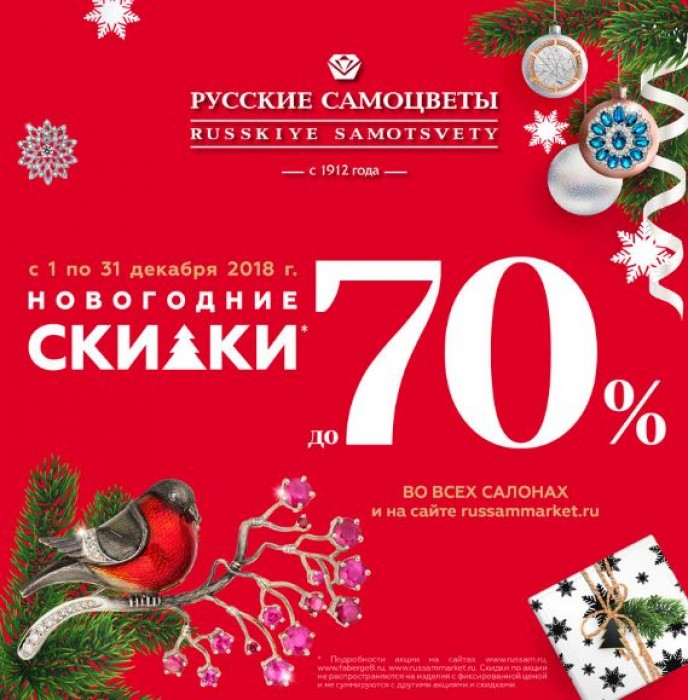 РУССКИЕ САМОЦВЕТЫ
RUSSKIYE SAMOTSVETY
с 1912 года
с 1 по 31 декабря 2018 г.
НОВОГОДНИЕ
СКИДКИ*
до 70%
ВО ВСЕХ САЛОНАХ
и на сайте russammarket.ru
* Подробности акции на сайтах www.russam.ru,
www.faberge8.ru, www.russammarket.ru. Скидки по акции
не распространяются на изделия с фиксированной ценой
и не суммируются с другими акциями и скидками.